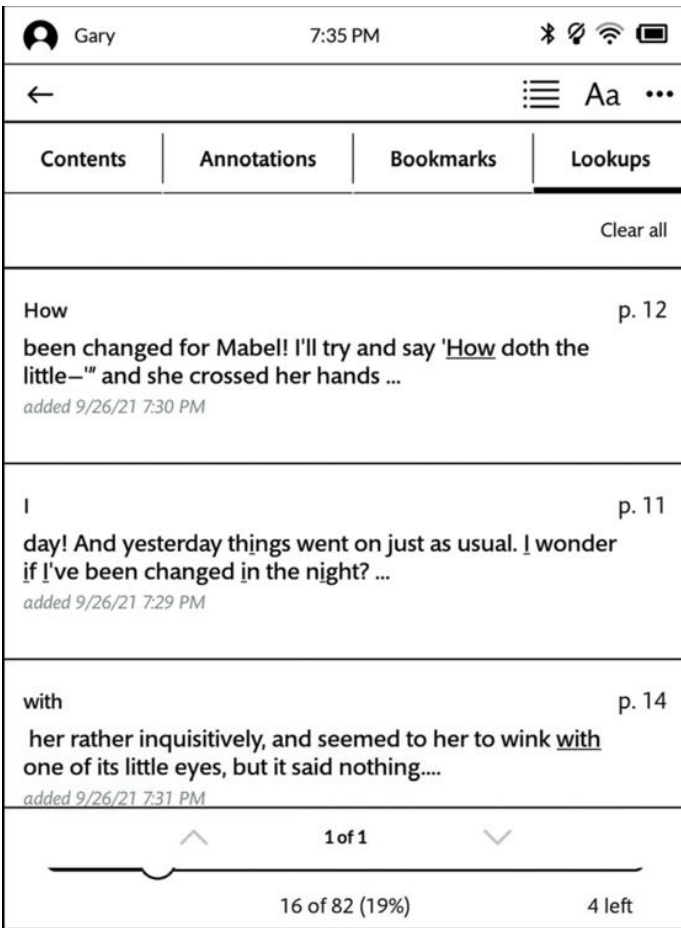 Gary 7:35 PM
Aa
Contents Annotations Bookmarks Lookups
Clear all
How p. 12
been changed for Mabel! I'll try and say 'How doth the
little—'” and she crossed her hands ...
added 9/26/21 7:30 PM
I p. 11
day! And yesterday things went on just as usual. I wonder
if I've been changed in the night? ...
added 9/26/21 7:29 PM
with p. 14
her rather inquisitively, and seemed to her to wink with
one of its little eyes, but it said nothing....
added 9/26/21 7:31 PM
1 of 1
16 of 82 (19%) 4 left